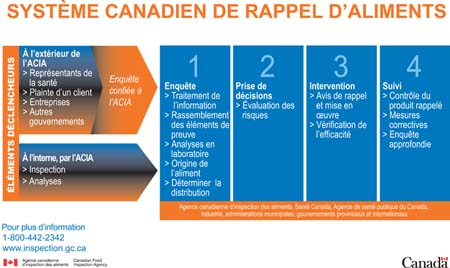 SYSTÈME CANADIEN DE RAPPEL D'ALIMENTS
ÉLÉMENTS DÉCLENCHEURS
À l'extérieur de
l'ACIA
> Représentants de
la santé
> Plainte d'un client
> Entreprises
> Autres
gouvernements
Enquête
confiée à
l'ACIA
À l'interne, par l'ACIA
> Inspection
> Analyses
1
Enquête
> Traitement de
l'information
> Rassemblement
des éléments de
preuve
> Analyses en
laboratoire
> Origine de
l'aliment
> Déterminer la
distribution
2
Prise de
décisions
> Évaluation des
risques
3
Intervention
> Avis de rappel
et mise en
œuvre
> Vérification de
l'efficacité
4
Suivi
> Contrôle du
produit rappelé
> Mesures
correctives
> Enquête
approfondie
Agence canadienne d'inspection des aliments, Santé Canada, Agence de santé publique du Canada,
industrie, administrations municipales, gouvernements provinciaux et internationaux.
Pour plus d'information
1-800-442-2342
www.inspection.gc.ca
Agence canadienne
d'inspection des aliments
Canadian Food
Inspection Agency
Canada